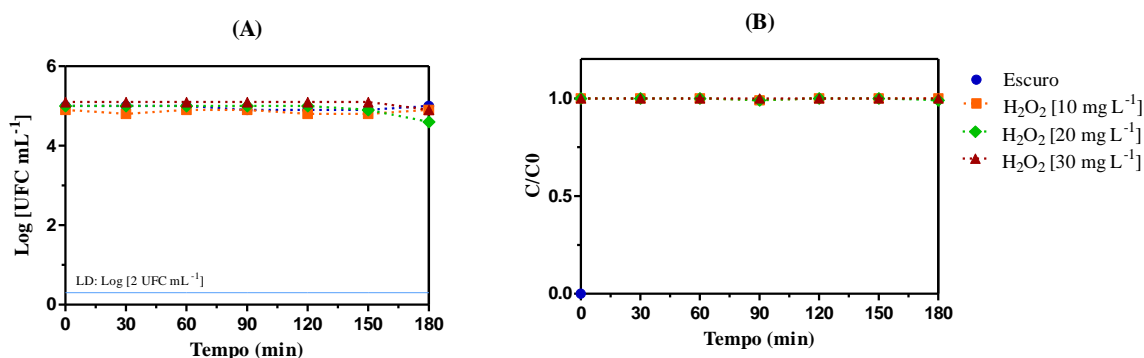 (A)
Log [UFC mL⁻¹]
6
4
2
0
LD: Log [2 UFC mL⁻¹]
0 30 60 90 120 150 180
Tempo (min)
(B)
C/C0
1.0
0.5
0.0
0 30 60 90 120 150 180
Tempo (min)
Escuro
H₂O₂ [10 mg L⁻¹]
H₂O₂ [20 mg L⁻¹]
H₂O₂ [30 mg L⁻¹]